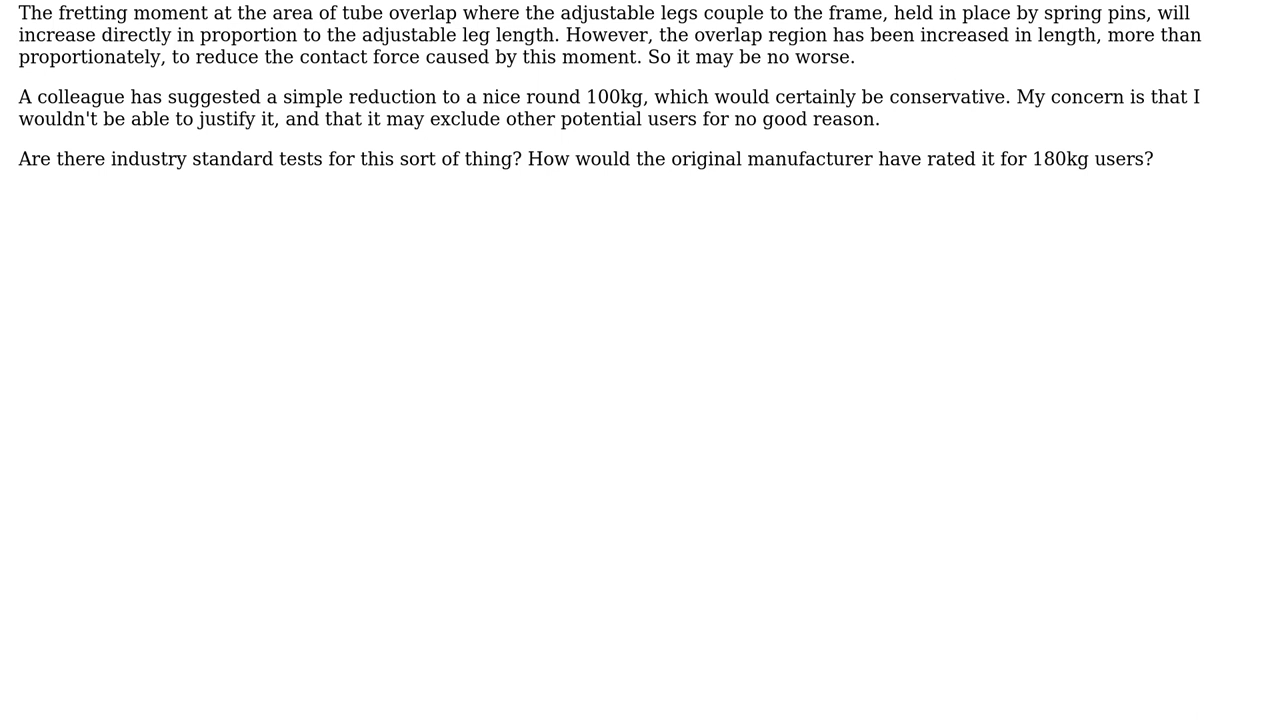 The fretting moment at the area of tube overlap where the adjustable legs couple to the frame, held in place by spring pins, will
increase directly in proportion to the adjustable leg length. However, the overlap region has been increased in length, more than
proportionately, to reduce the contact force caused by this moment. So it may be no worse.
A colleague has suggested a simple reduction to a nice round 100kg, which would certainly be conservative. My concern is that I
wouldn't be able to justify it, and that it may exclude other potential users for no good reason.
Are there industry standard tests for this sort of thing? How would the original manufacturer have rated it for 180kg users?